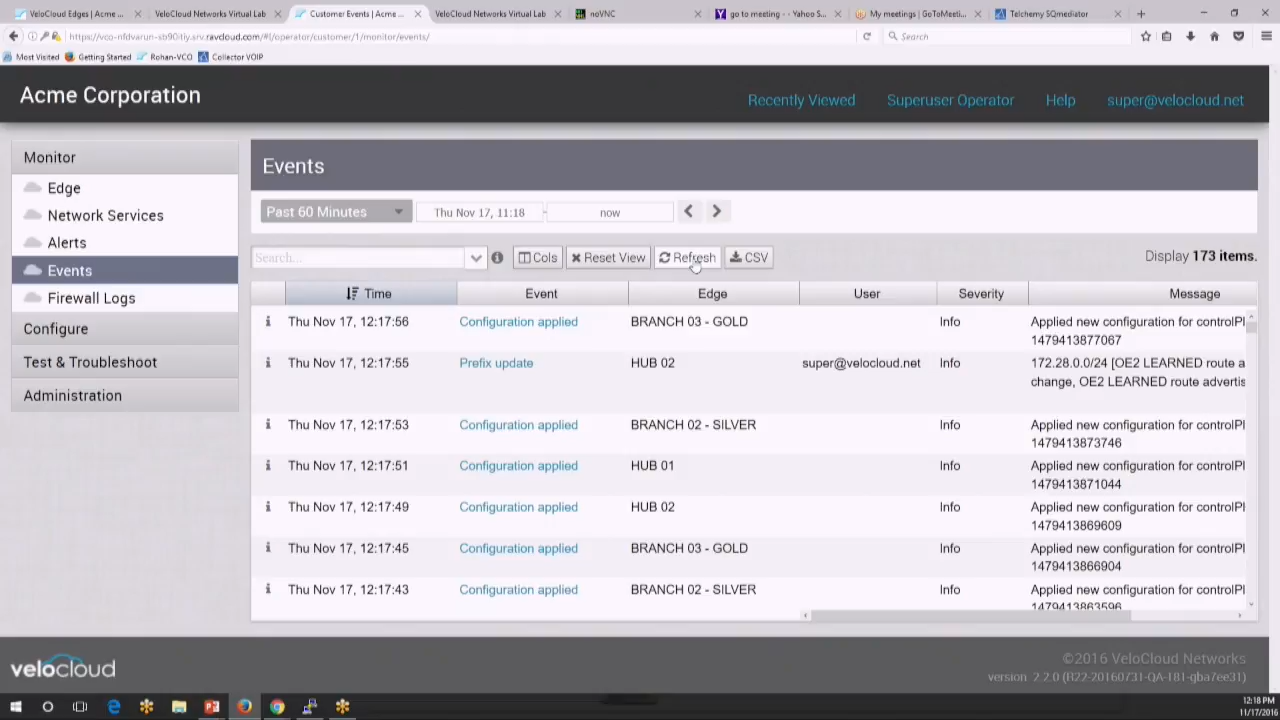 VeloCloud Edges | Acme ...
VeloCloud Networks Virtual Lab
Customer Events | Acme ...
VeloCloud Networks Virtual Lab
noVNC
go to meeting - - Yahoo S...
My meetings | GoToMeeti...
Telchemy SQmediator
Search
Most Visited
Getting Started
Rohan-VCO
Collector VOIP
Acme Corporation
Recently Viewed
Superuser Operator
Help
super@velocloud.net
Monitor
Edge
Network Services
Alerts
Events
Firewall Logs
Configure
Test & Troubleshoot
Administration
Events
Past 60 Minutes
Thu Nov 17, 11:18 - now
Search...
Cols
Reset View
Refresh
CSV
Display 173 items.
Time Event Edge User Severity Message
Thu Nov 17, 12:17:56 Configuration applied BRANCH 03 - GOLD Info Applied new configuration for controlPl
1479413877067
Thu Nov 17, 12:17:55 Prefix update HUB 02 super@velocloud.net Info 172.28.0.0/24 [OE2 LEARNED route a
change, OE2 LEARNED route advertis
Thu Nov 17, 12:17:53 Configuration applied BRANCH 02 - SILVER Info Applied new configuration for controlPl
1479413873746
Thu Nov 17, 12:17:51 Configuration applied HUB 01 Info Applied new configuration for controlPl
1479413871044
Thu Nov 17, 12:17:49 Configuration applied HUB 02 Info Applied new configuration for controlPl
1479413869609
Thu Nov 17, 12:17:45 Configuration applied BRANCH 03 - GOLD Info Applied new configuration for controlPl
1479413866904
Thu Nov 17, 12:17:43 Configuration applied BRANCH 02 - SILVER Info Applied new configuration for controlPl
1479413863596
velocloud
©2016 VeloCloud Networks
version 2.2.0 (R22-20160731-QA-181-gba7ee31)
12:18 PM
11/17/2016